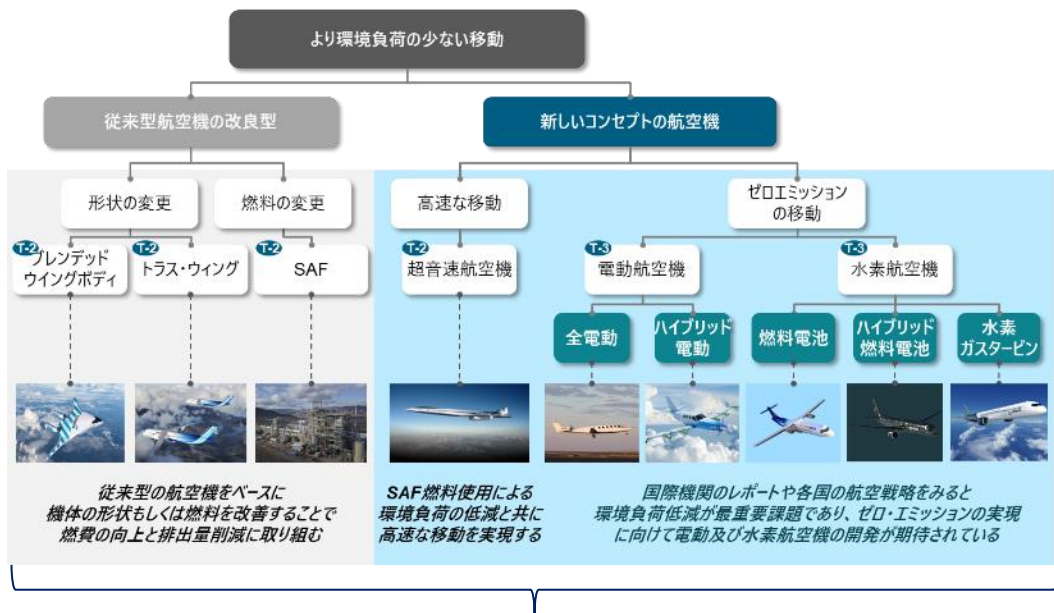 より環境負荷の少ない移動
従来型航空機の改良型
新しいコンセプトの航空機
形状の変更
燃料の変更
高速な移動
ゼロエミッション
の移動
T-2
ブレンデッド
ウイングボディ
T-2
トラス・ウィング
T-2
SAF
T-2
超音速航空機
T-3
電動航空機
T-3
水素航空機
全電動
ハイブリッド
電動
燃料電池
ハイブリッド
燃料電池
水素
ガスタービン
従来型の航空機をベースに
機体の形状もしくは燃料を改善することで
燃費の向上と排出量削減に取り組む
SAF燃料使用による
環境負荷の低減と共に
高速な移動を実現する
国際機関のレポートや各国の航空戦略をみると
環境負荷低減が最重要課題であり、ゼロ・エミッションの実現
に向けて電動及び水素航空機の開発が期待されている